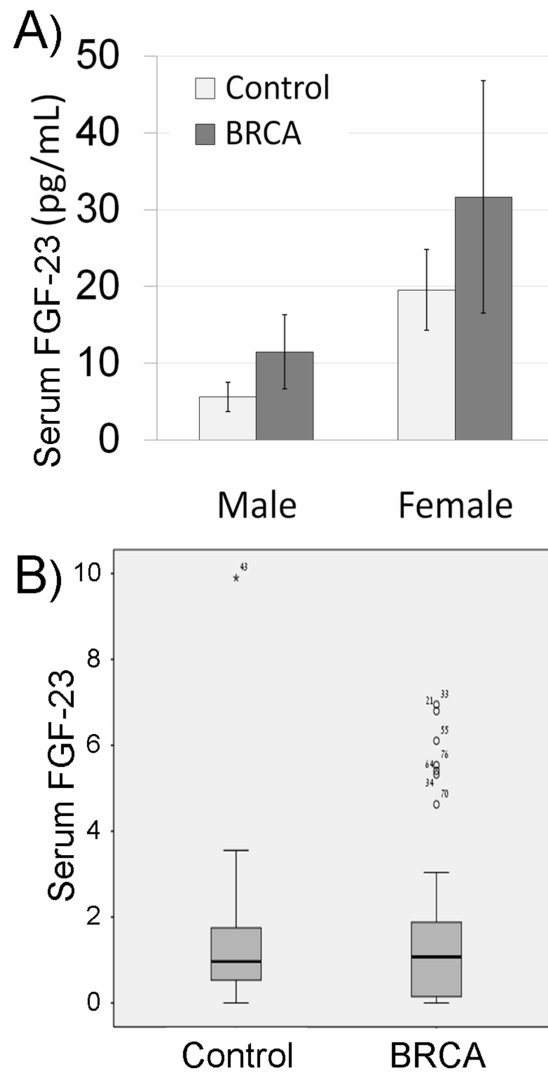 A)
Serum FGF-23 (pg/mL)
50
40
30
20
10
0
Control
BRCA
Male
Female
B)
Serum FGF-23
10
8
6
4
2
0
43
21 33
55
76
64
34
70
Control
BRCA